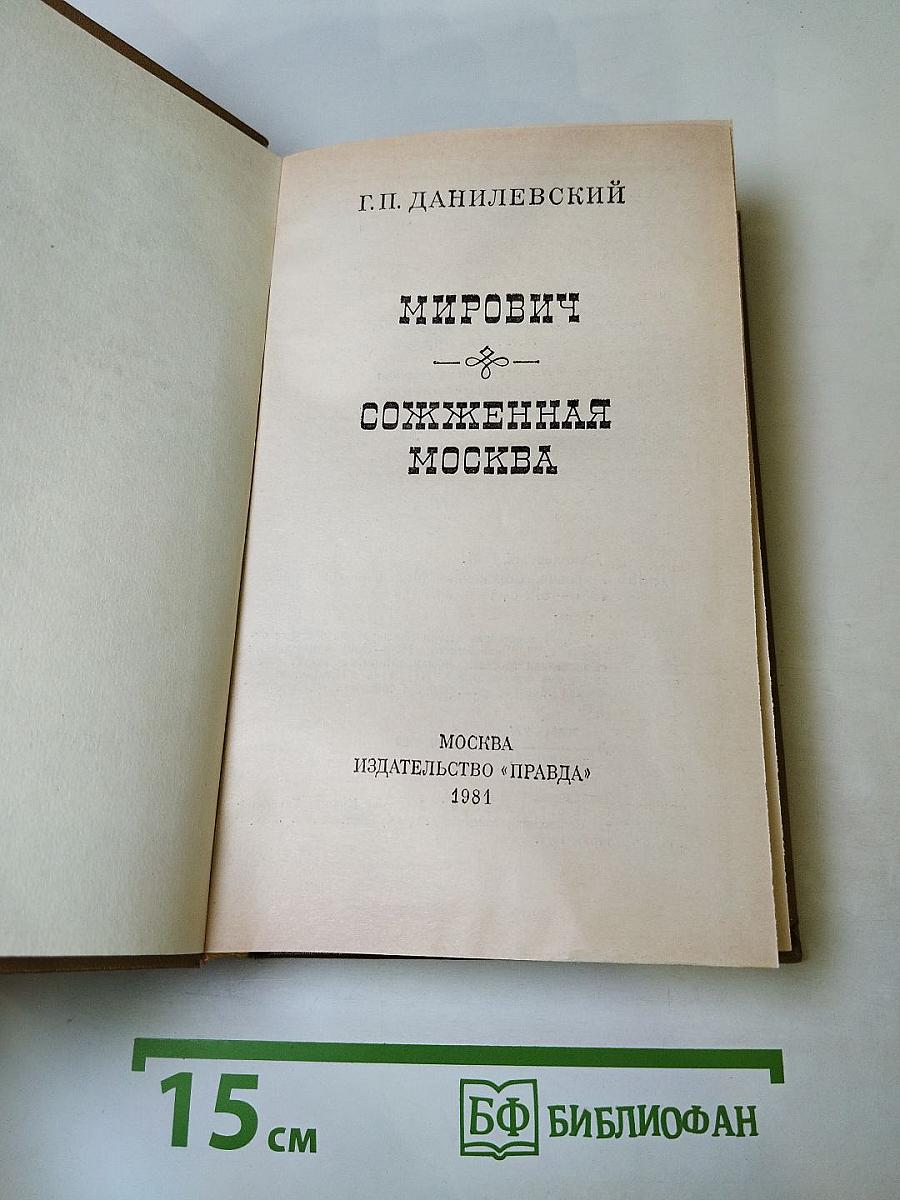 Г.П. ДАНИЛЕВСКИЙ
МИРОВИЧ
СОЖЖЕННАЯ
МОСКВА
МОСКВА
ИЗДАТЕЛЬСТВО «ПРАВДА»
1981
15 см
БФ БИБЛИОФАН